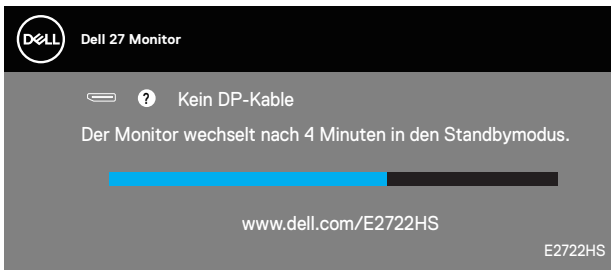 DELL
Dell 27 Monitor
? Kein DP-Kable
Der Monitor wechselt nach 4 Minuten in den Standbymodus.
www.dell.com/E2722HS
E2722HS